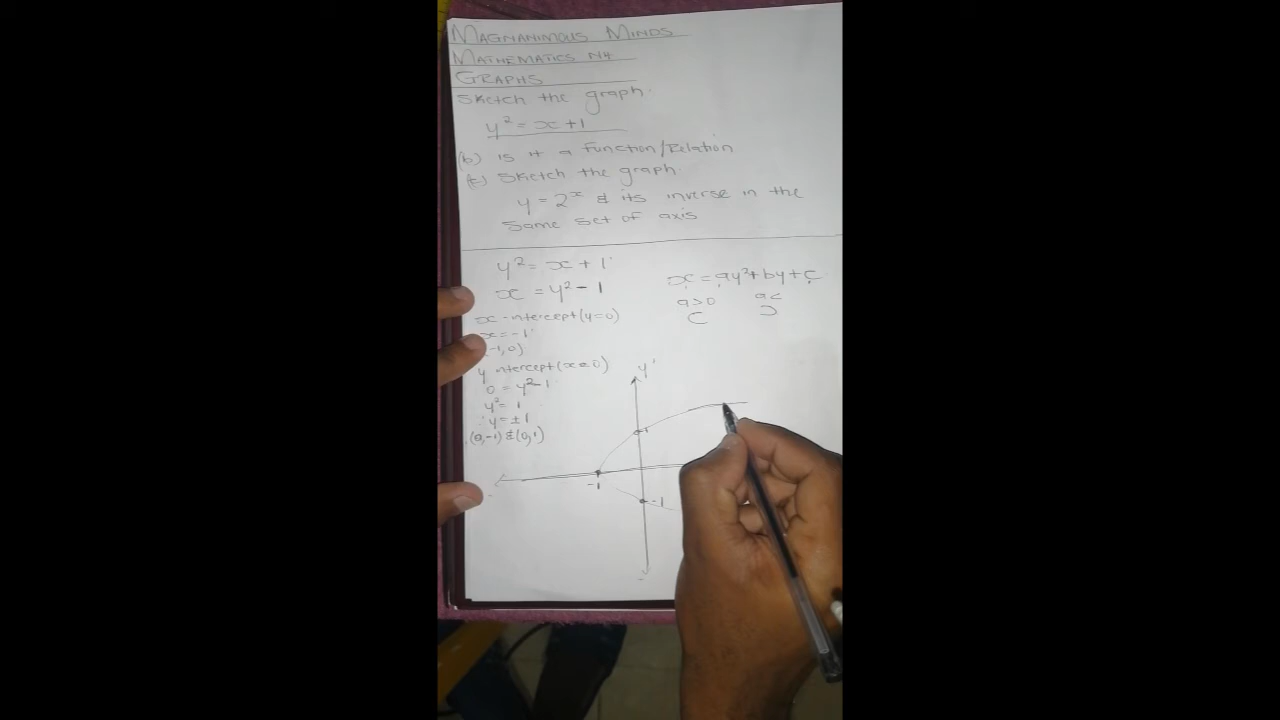 MAGNANIMOUS MINDS
MATHEMATICS N4
GRAPHS
Sketch the graph.
y² = x + 1
(b) is it a function/Relation
(c) Sketch the graph.
y = 2ˣ & its inverse in the
same set of axis
y² = x + 1
x = y² - 1
x = ay² + by + c
a>0 a<
⊂ ⊃
x-intercept (y=0)
x = -1
(-1,0)
y intercept (x=0)
0 = y² - 1
y² = 1
∴ y = ±1
(0,-1) & (0,1)
y
1
-1
-1